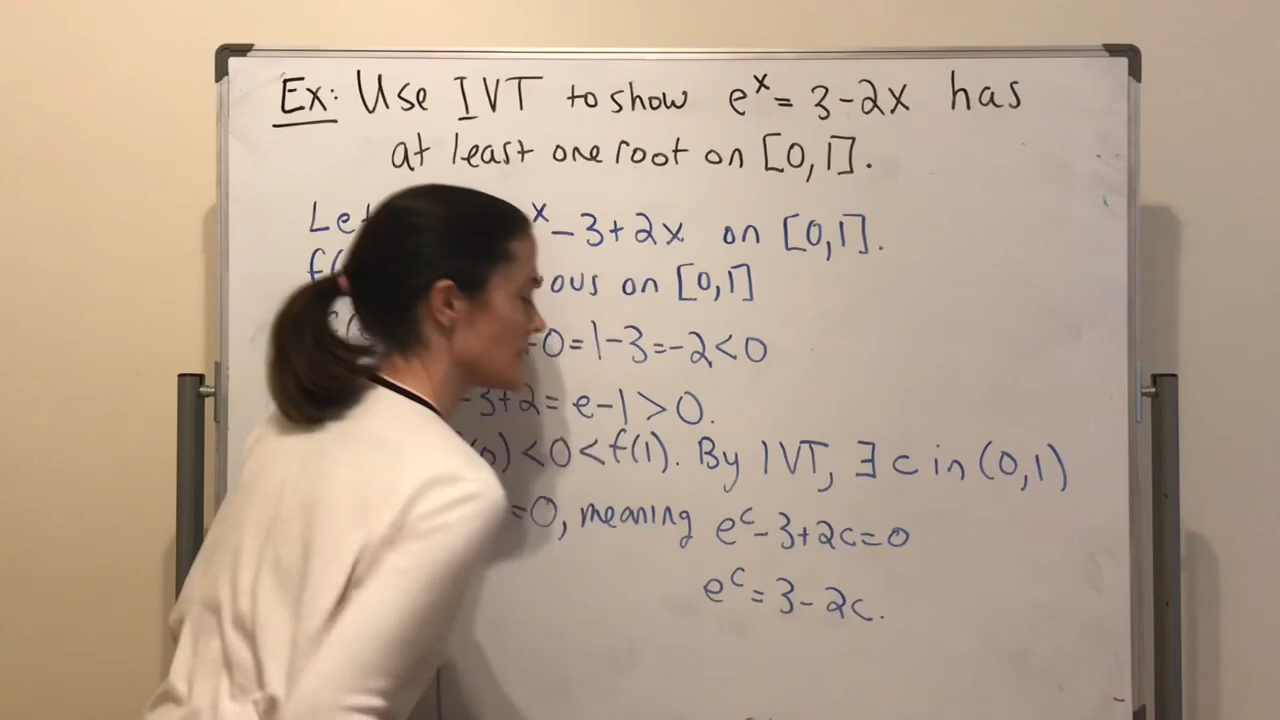 Ex: Use IVT to show e^x = 3-2x has
at least one root on [0,1].
Let x - 3+2x on [0,1].
f( ous on [0,1]
-0=1-3=-2<0
-3+2=e-1>0.
0)<0<f(1). By IVT, ∃ c in (0,1)
=0, meaning e^c-3+2c=0
e^c=3-2c.